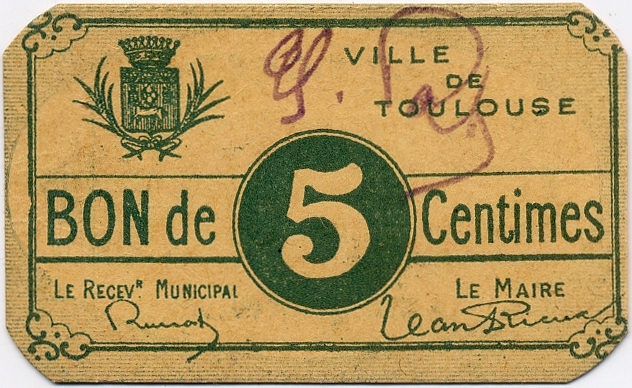 VILLE
DE
TOULOUSE
BON de 5 Centimes
LE RECEVR MUNICIPAL
LE MAIRE